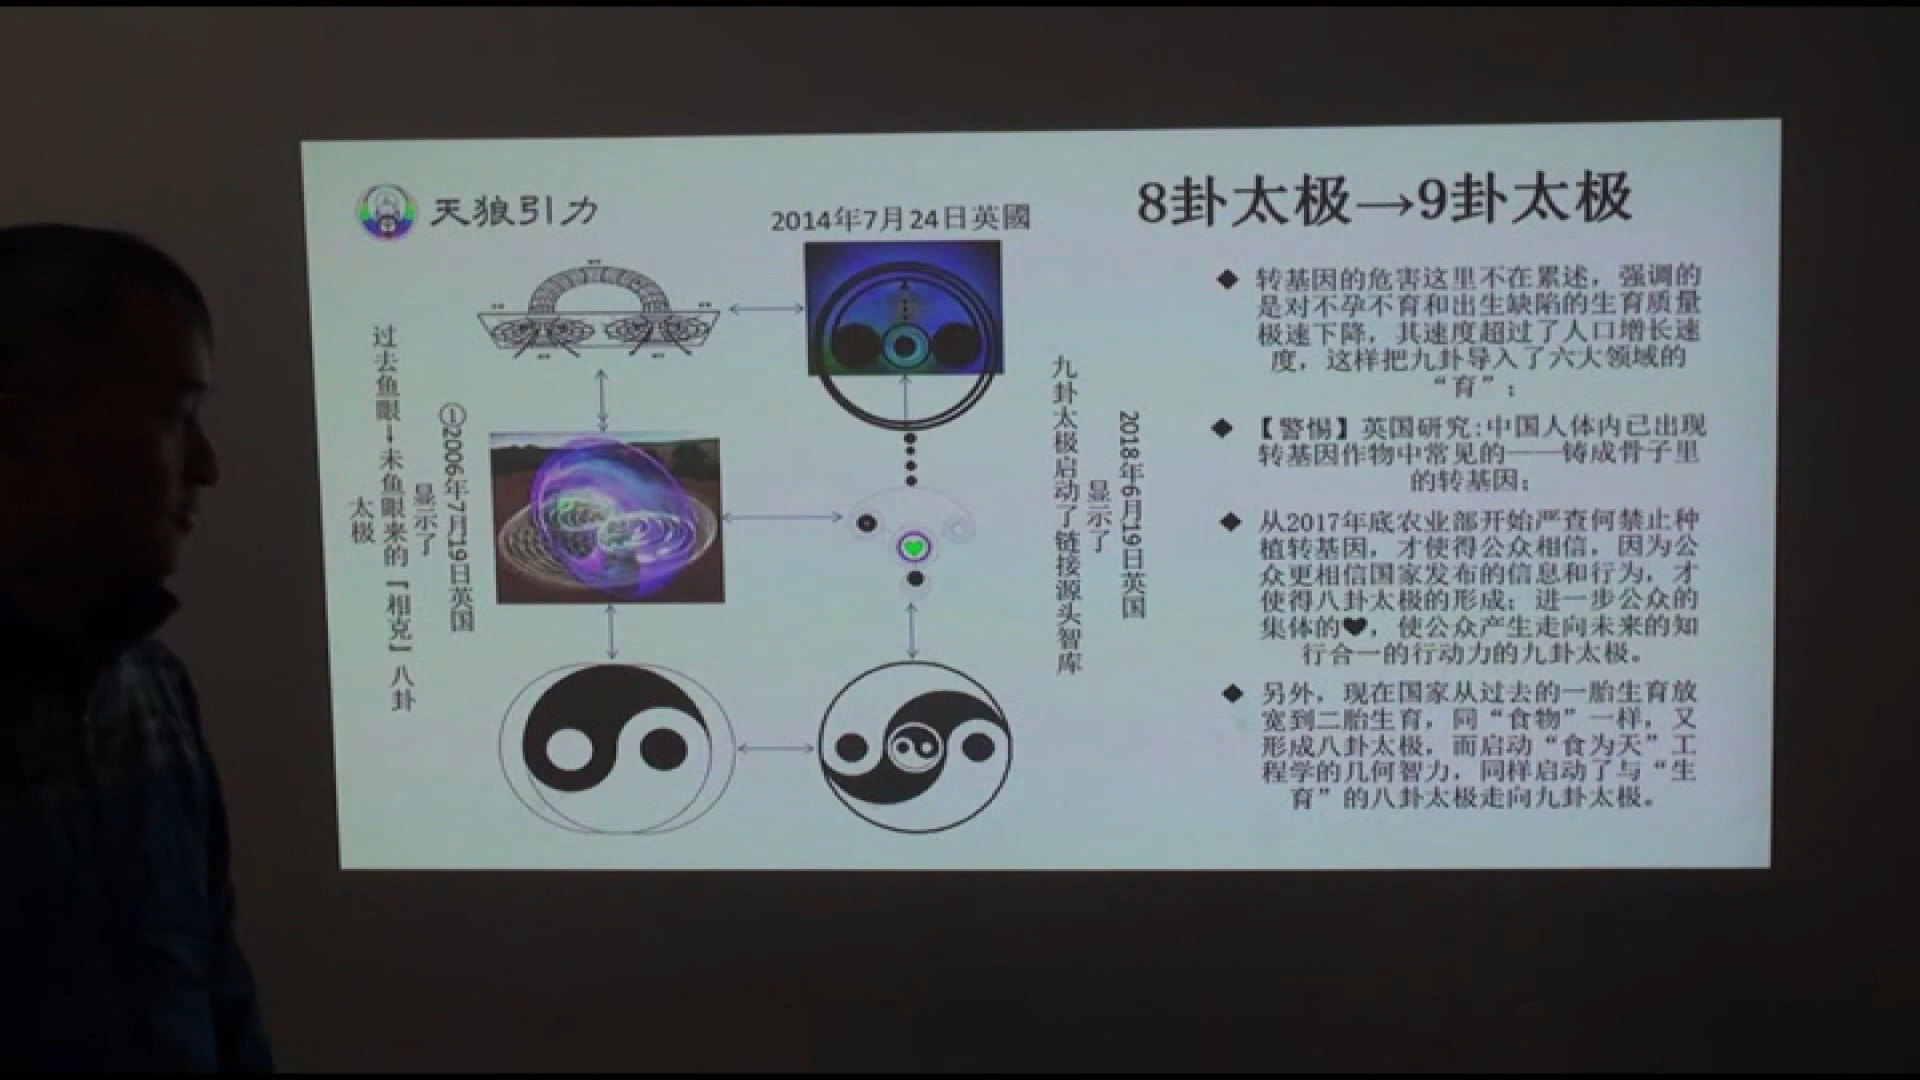 天狼引力
2014年7月24日英國
8卦太极→9卦太极
过去鱼眼→未鱼眼来的『相克』八卦
太极
①2006年7月19日英国
显示了
九卦太极启动了链接源头智库
2018年6月19日英国
显示了
◆ 转基因的危害这里不在累述，强调的
是对不孕不育和出生缺陷的生育质量
极速下降，其速度超过了人口增长速
度，这样把九卦导入了六大领域的
“育”；
◆ 【警惕】英国研究:中国人体内已出现
转基因作物中常见的——铸成骨子里
的转基因；
◆ 从2017年底农业部开始严查何禁止种
植转基因，才使得公众相信，因为公
众更相信国家发布的信息和行为，才
使得八卦太极的形成；进一步公众的
集体的♥，使公众产生走向未来的知
行合一的行动力的九卦太极。
◆ 另外，现在国家从过去的一胎生育放
宽到二胎生育，同“食物”一样，又
形成八卦太极，而启动“食为天”工
程学的几何智力，同样启动了与“生
育”的八卦太极走向九卦太极。